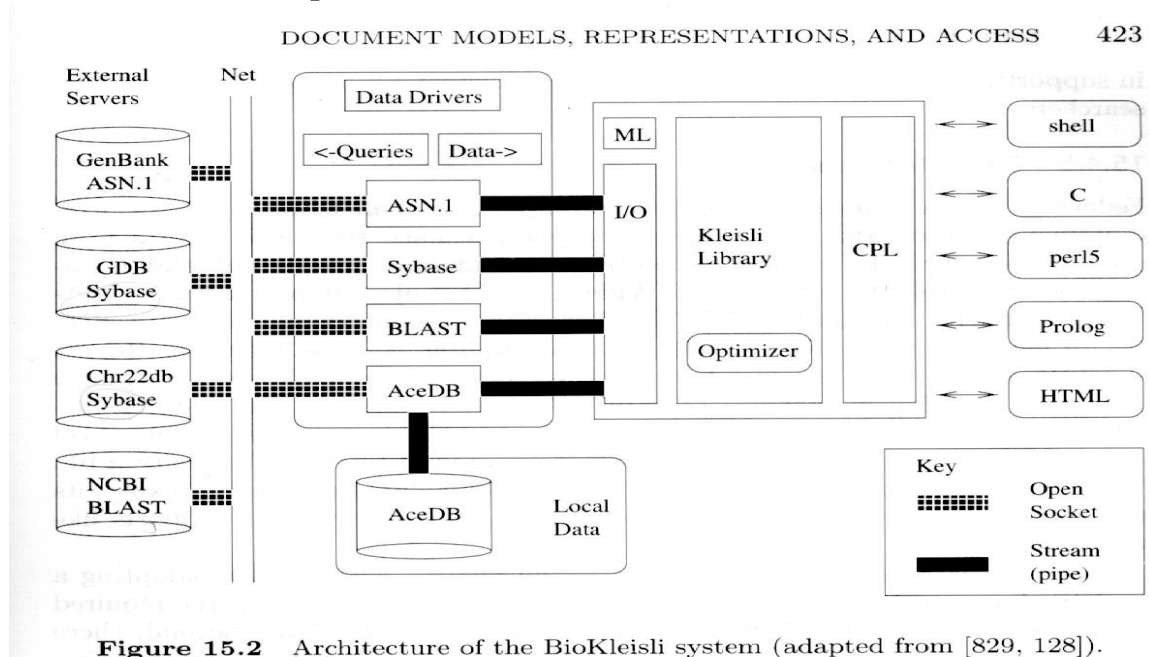 DOCUMENT MODELS, REPRESENTATIONS, AND ACCESS 423
External
Servers
Net
GenBank
ASN.1
GDB
Sybase
Chr22db
Sybase
NCBI
BLAST
Data Drivers
<-Queries
Data->
ASN.1
Sybase
BLAST
AceDB
AceDB
Local
Data
ML
I/O
Kleisli
Library
Optimizer
CPL
shell
C
perl5
Prolog
HTML
Key
Open
Socket
Stream
(pipe)
Figure 15.2 Architecture of the BioKleisli system (adapted from [829, 128]).